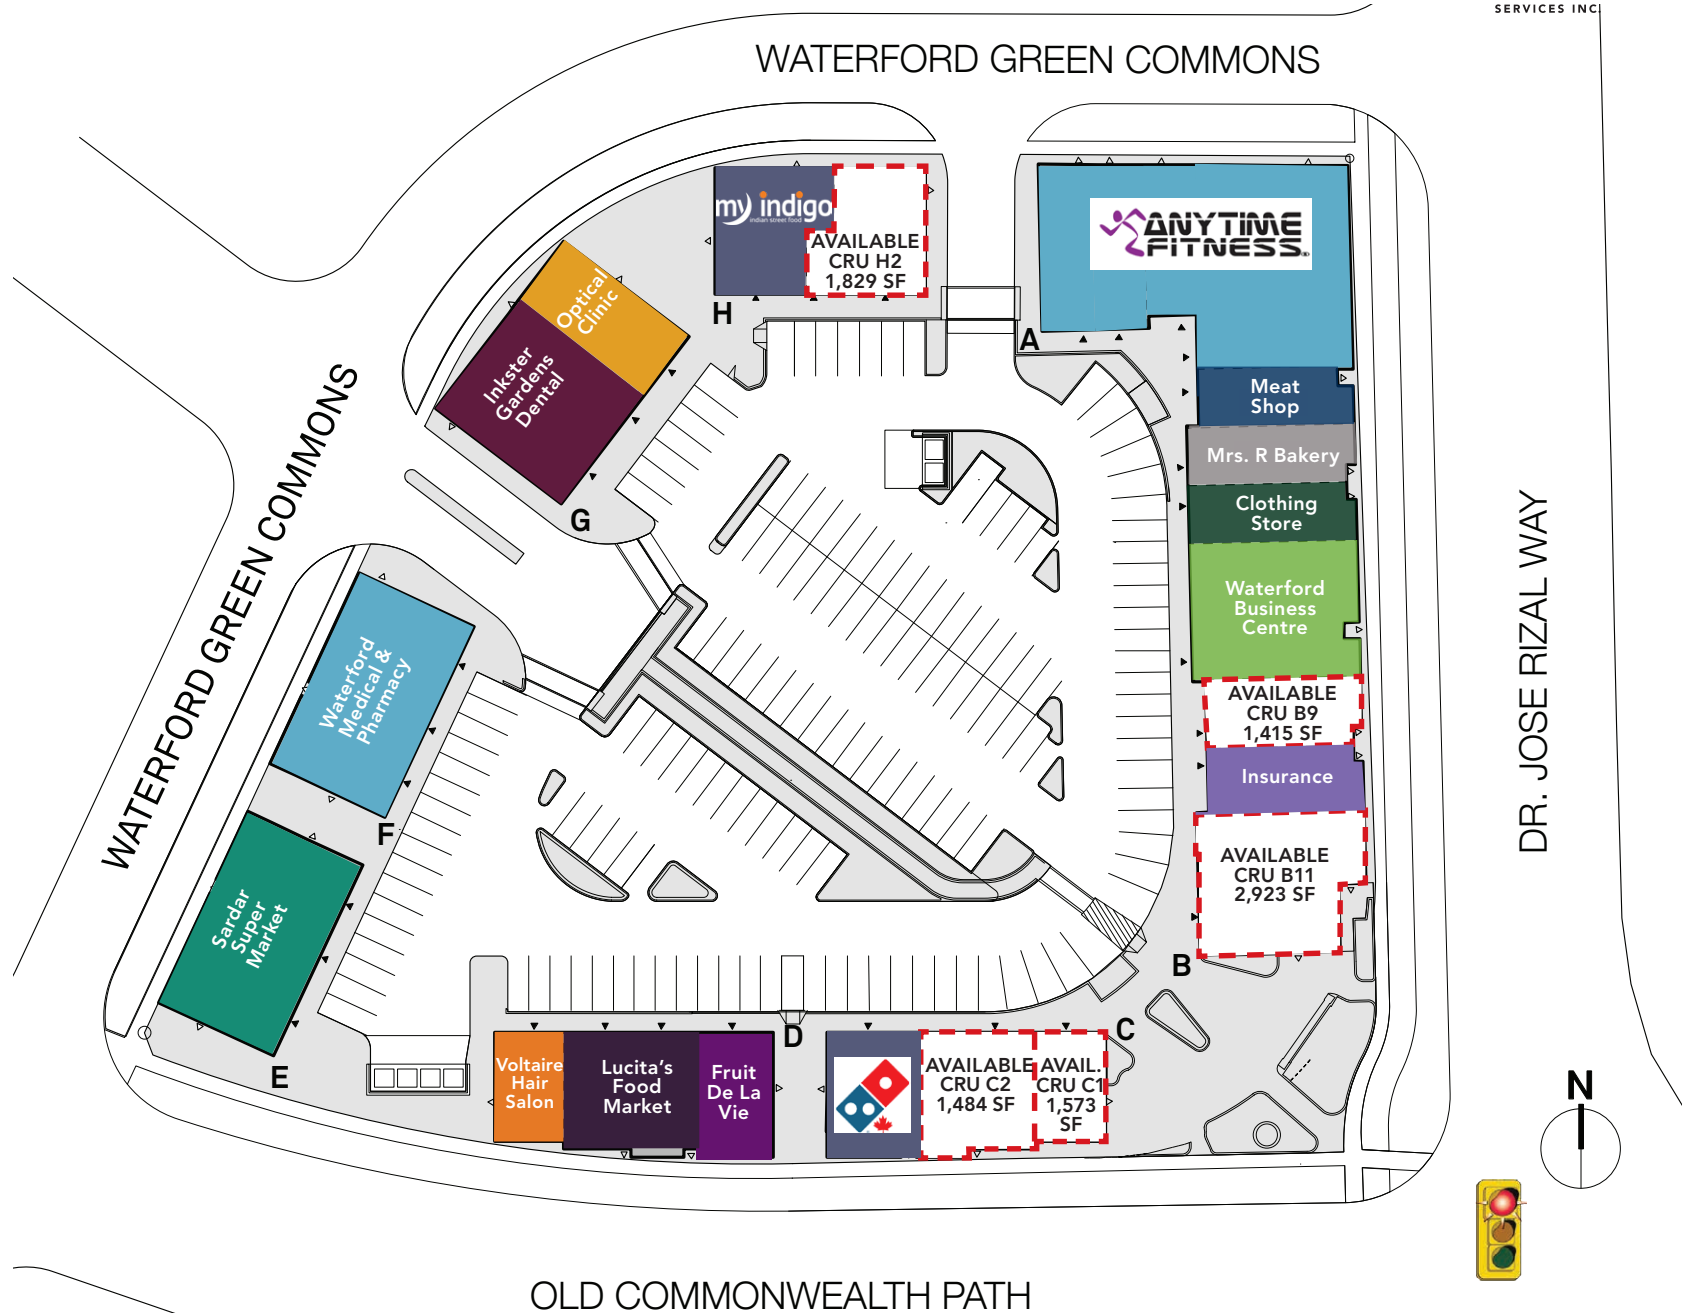 SERVICES INC.
WATERFORD GREEN COMMONS
my indigo
indian street food
AVAILABLE
CRU H2
1,829 SF
H
ANYTIME
FITNESS®
A
Optical
Clinic
Inkster
Gardens
Dental
G
Meat
Shop
Mrs. R Bakery
Clothing
Store
Waterford
Business
Centre
AVAILABLE
CRU B9
1,415 SF
Insurance
AVAILABLE
CRU B11
2,923 SF
B
DR. JOSE RIZAL WAY
WATERFORD GREEN COMMONS
Waterford
Medical &
Pharmacy
F
Sardar
Super
Market
E
Voltaire
Hair
Salon
Lucita's
Food
Market
Fruit
De La
Vie
D
AVAILABLE
CRU C2
1,484 SF
AVAIL.
CRU C1
1,573
SF
C
N
OLD COMMONWEALTH PATH